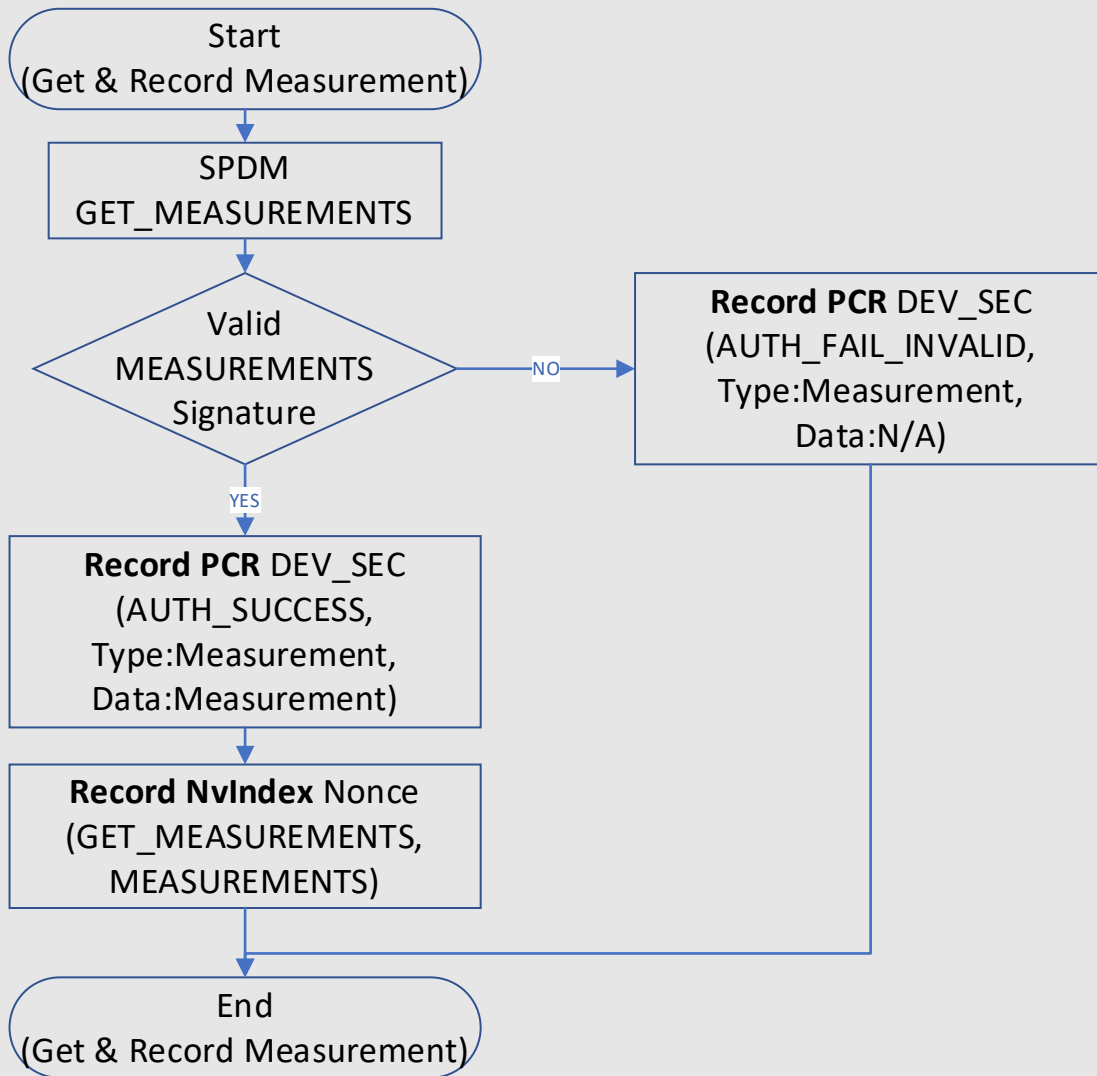 Start
(Get & Record Measurement)
SPDM
GET_MEASUREMENTS
Valid
MEASUREMENTS
Signature
NO
Record PCR DEV_SEC
(AUTH_FAIL_INVALID,
Type:Measurement,
Data:N/A)
YES
Record PCR DEV_SEC
(AUTH_SUCCESS,
Type:Measurement,
Data:Measurement)
Record NvIndex Nonce
(GET_MEASUREMENTS,
MEASUREMENTS)
End
(Get & Record Measurement)